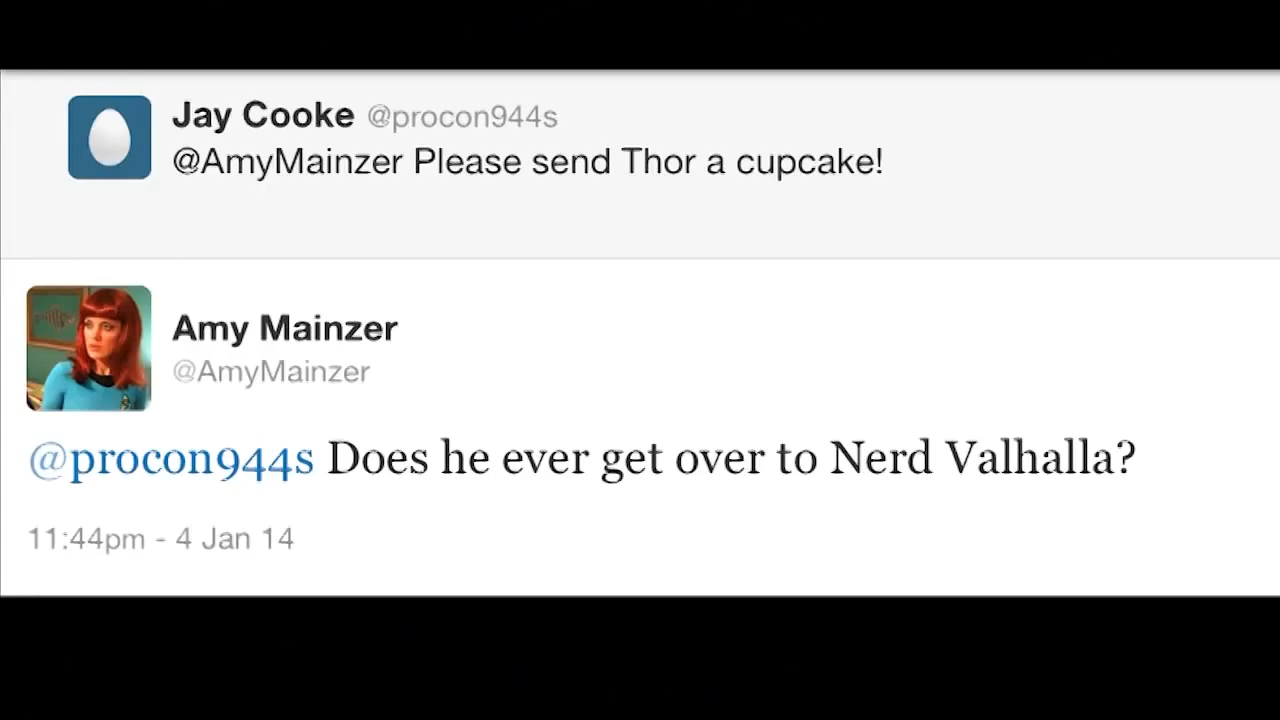 Jay Cooke @procon944s
@AmyMainzer Please send Thor a cupcake!
Amy Mainzer
@AmyMainzer
@procon944s Does he ever get over to Nerd Valhalla?
11:44pm - 4 Jan 14